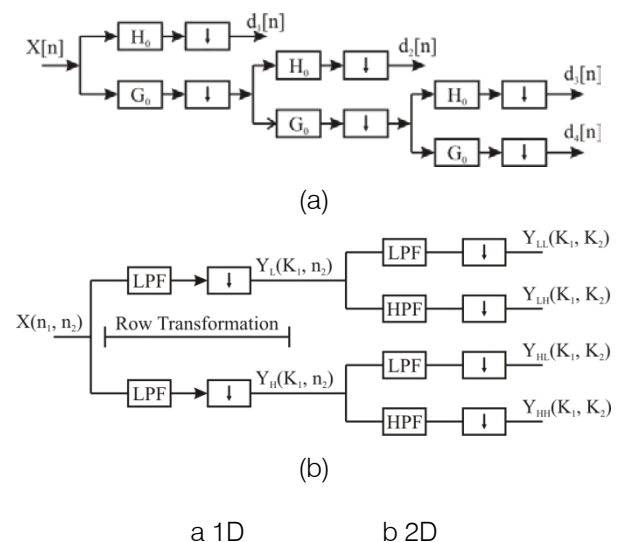 d₁[n]
X[n] H₀ ↓
d₂[n]
G₀ ↓ H₀ ↓
d₃[n]
G₀ ↓ H₀ ↓
d₄[n]
G₀ ↓
(a)
Y_LL(K₁, K₂)
LPF ↓
LPF ↓ Y_L(K₁, n₂)
HPF ↓ Y_LH(K₁, K₂)
X(n₁, n₂) Row Transformation
LPF ↓ Y_HL(K₁, K₂)
LPF ↓ Y_H(K₁, n₂)
HPF ↓ Y_HH(K₁, K₂)
(b)
a 1D b 2D